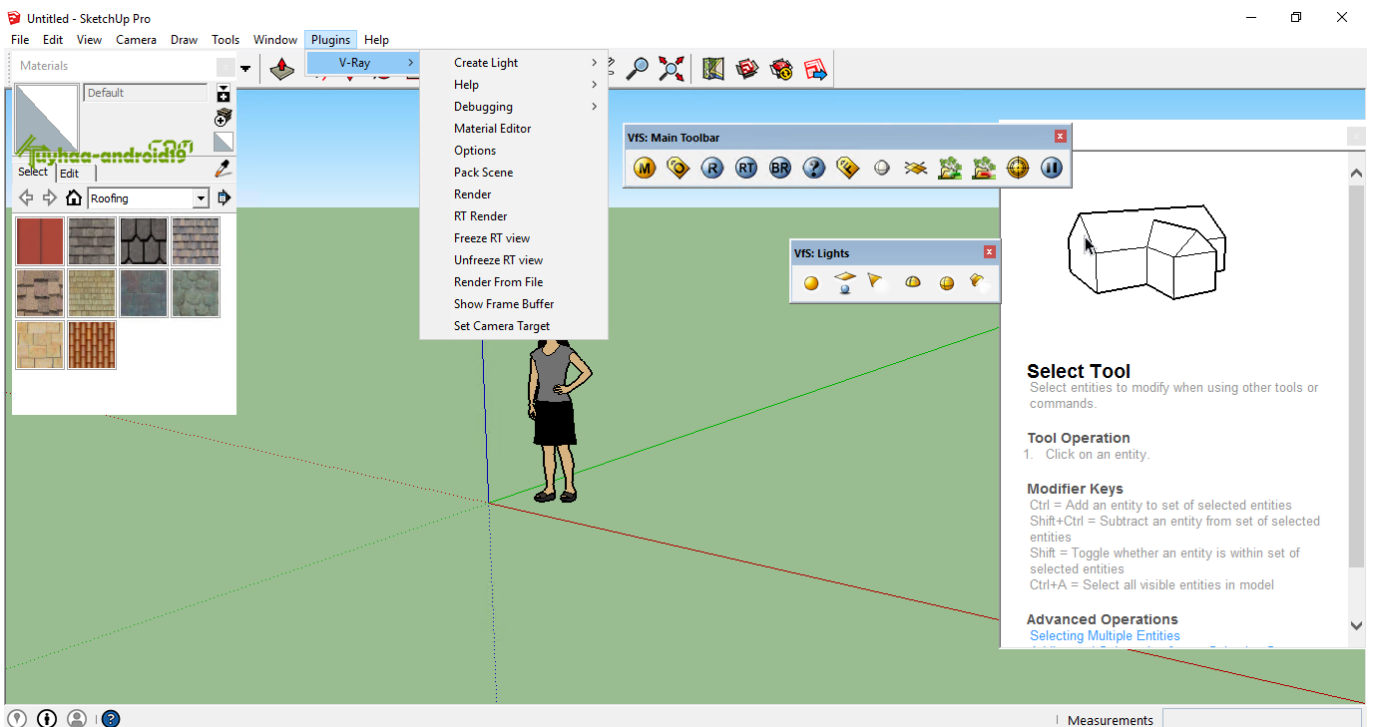 Untitled - SketchUp Pro
File Edit View Camera Draw Tools Window Plugins Help
Materials
Default
Tuyhaa-android19
.com
Select Edit
Roofing
V-Ray
Create Light
Help
Debugging
Material Editor
Options
Pack Scene
Render
RT Render
Freeze RT view
Unfreeze RT view
Render From File
Show Frame Buffer
Set Camera Target
VfS: Main Toolbar
M R RT BR ?
VfS: Lights
Select Tool
Select entities to modify when using other tools or
commands.
Tool Operation
1. Click on an entity.
Modifier Keys
Ctrl = Add an entity to set of selected entities
Shift+Ctrl = Subtract an entity from set of selected
entities
Shift = Toggle whether an entity is within set of
selected entities
Ctrl+A = Select all visible entities in model
Advanced Operations
Selecting Multiple Entities
Measurements